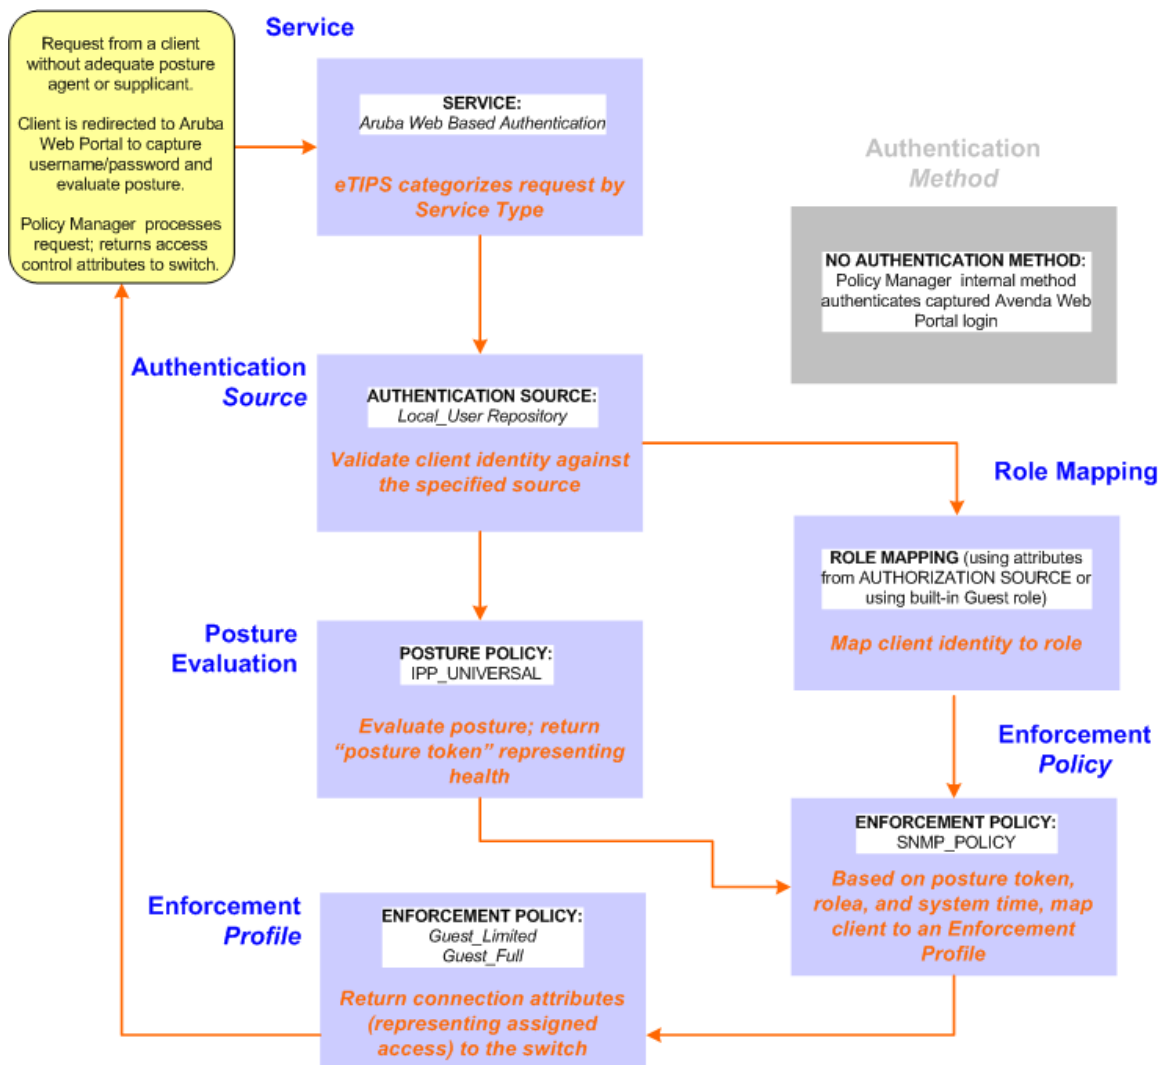 Request from a client
without adequate posture
agent or supplicant.
Client is redirected to Aruba
Web Portal to capture
username/password and
evaluate posture.
Policy Manager processes
request; returns access
control attributes to switch.
Service
SERVICE:
Aruba Web Based Authentication
eTIPS categorizes request by
Service Type
Authentication
Method
NO AUTHENTICATION METHOD:
Policy Manager internal method
authenticates captured Avenda Web
Portal login
Authentication
Source
AUTHENTICATION SOURCE:
Local_User Repository
Validate client identity against
the specified source
Role Mapping
ROLE MAPPING (using attributes
from AUTHORIZATION SOURCE or
using built-in Guest role)
Map client identity to role
Posture
Evaluation
POSTURE POLICY:
IPP_UNIVERSAL
Evaluate posture; return
“posture token” representing
health
Enforcement
Policy
ENFORCEMENT POLICY:
SNMP_POLICY
Based on posture token,
rolea, and system time, map
client to an Enforcement
Profile
Enforcement
Profile
ENFORCEMENT POLICY:
Guest_Limited
Guest_Full
Return connection attributes
(representing assigned
access) to the switch